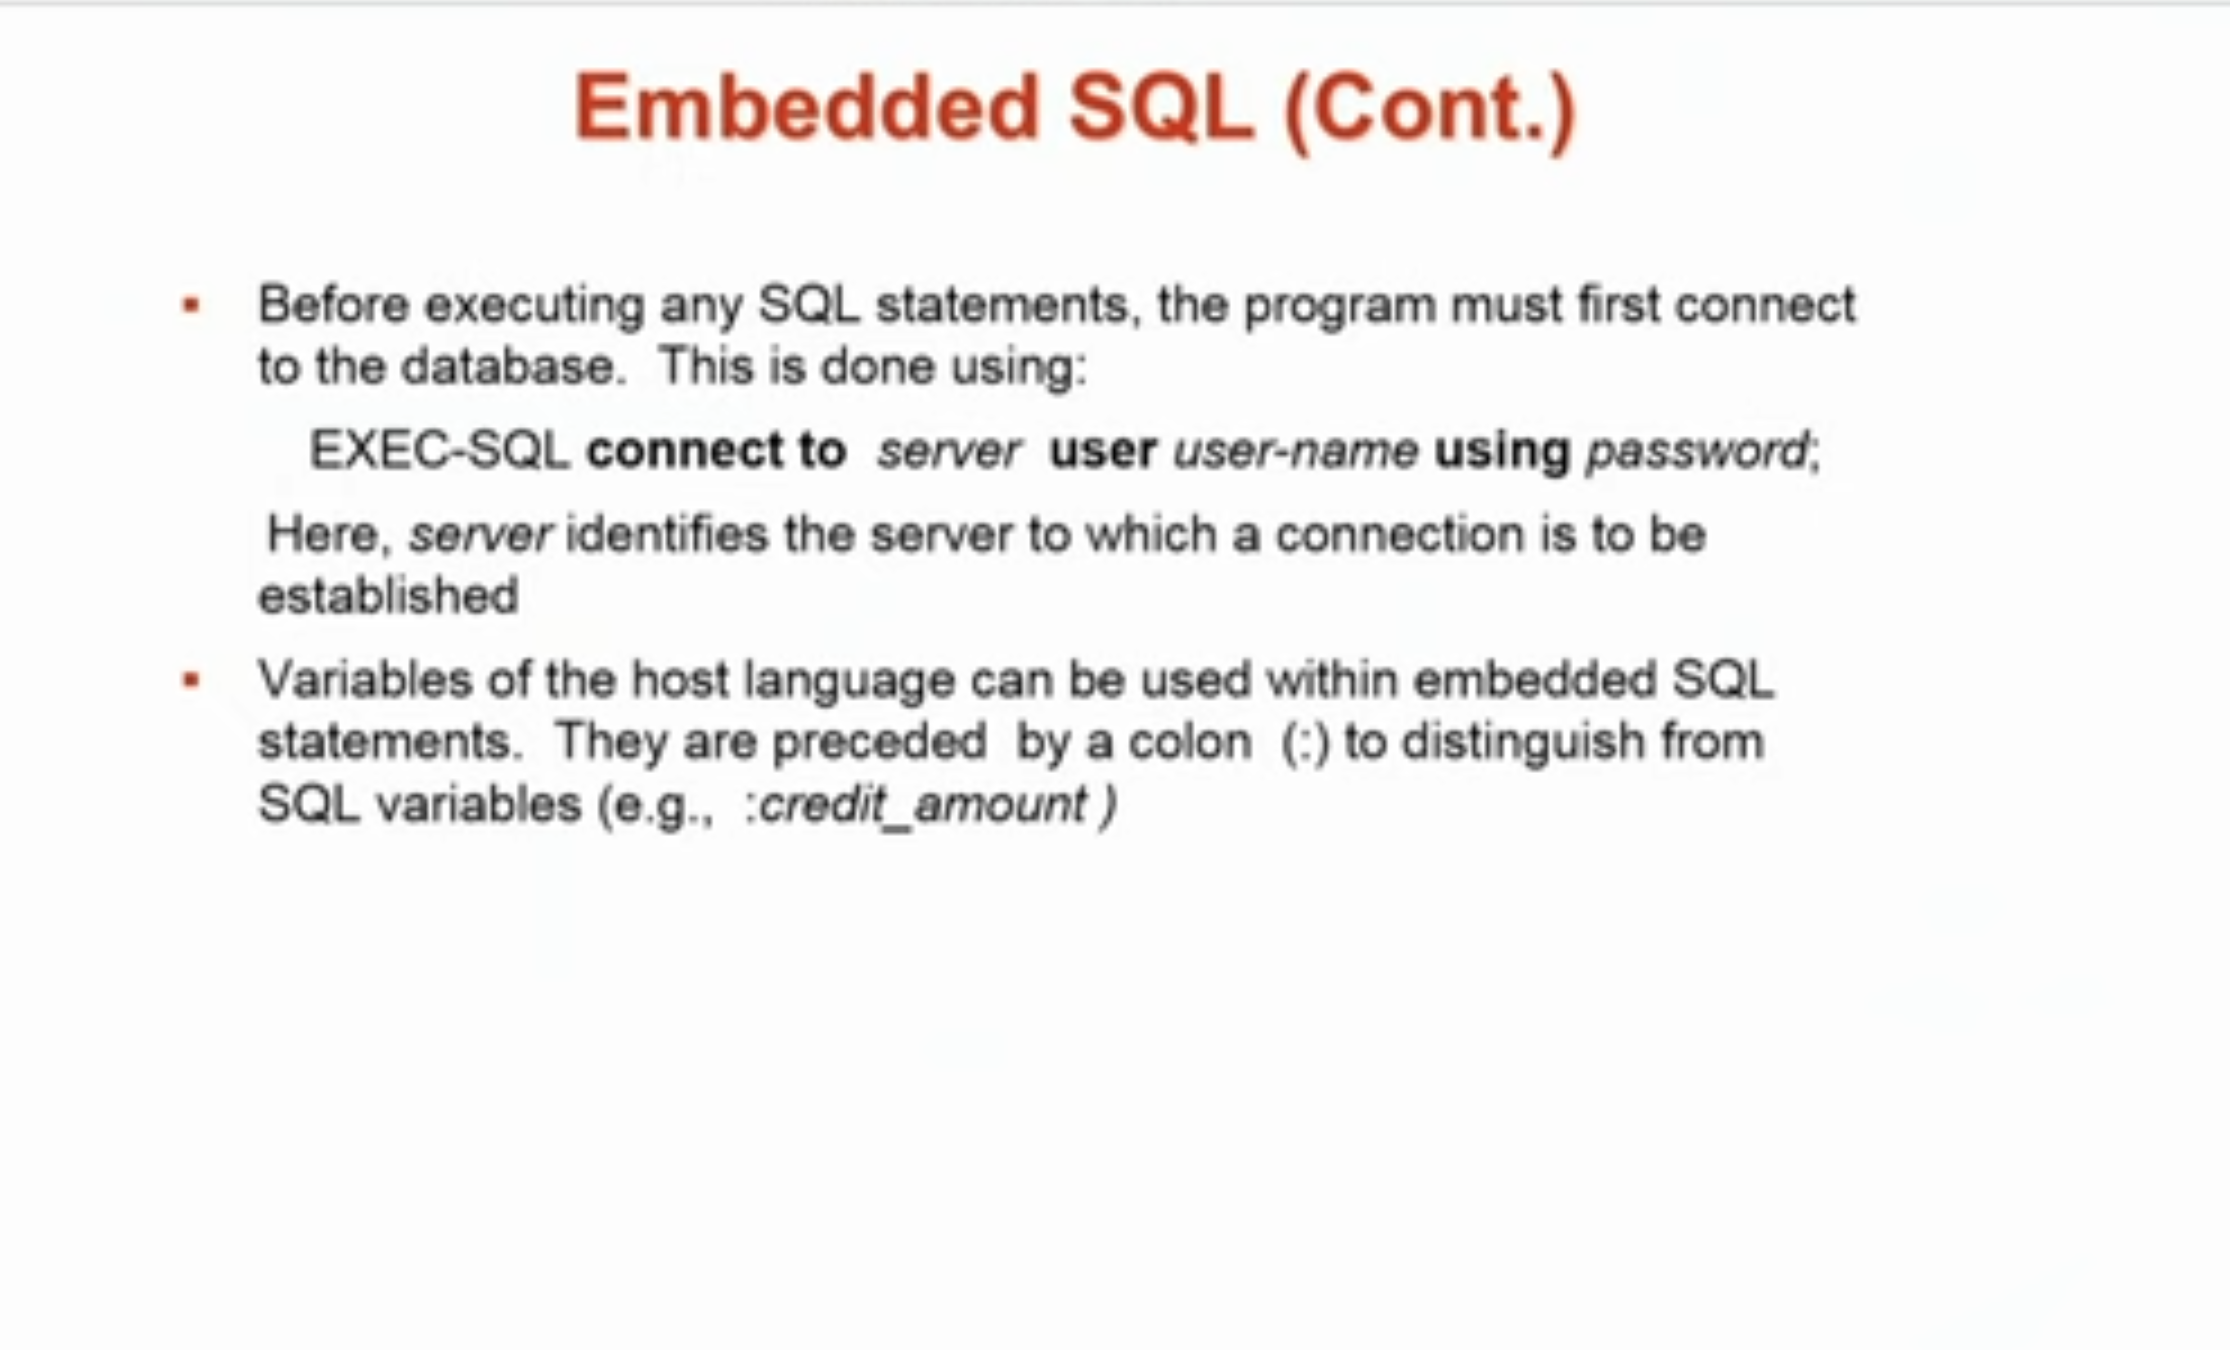 Embedded SQL (Cont.)
▪ Before executing any SQL statements, the program must first connect
to the database.  This is done using:
EXEC-SQL connect to  server  user user-name using password;
Here, server identifies the server to which a connection is to be
established
▪ Variables of the host language can be used within embedded SQL
statements.  They are preceded  by a colon  (:) to distinguish from
SQL variables (e.g.,  :credit_amount )